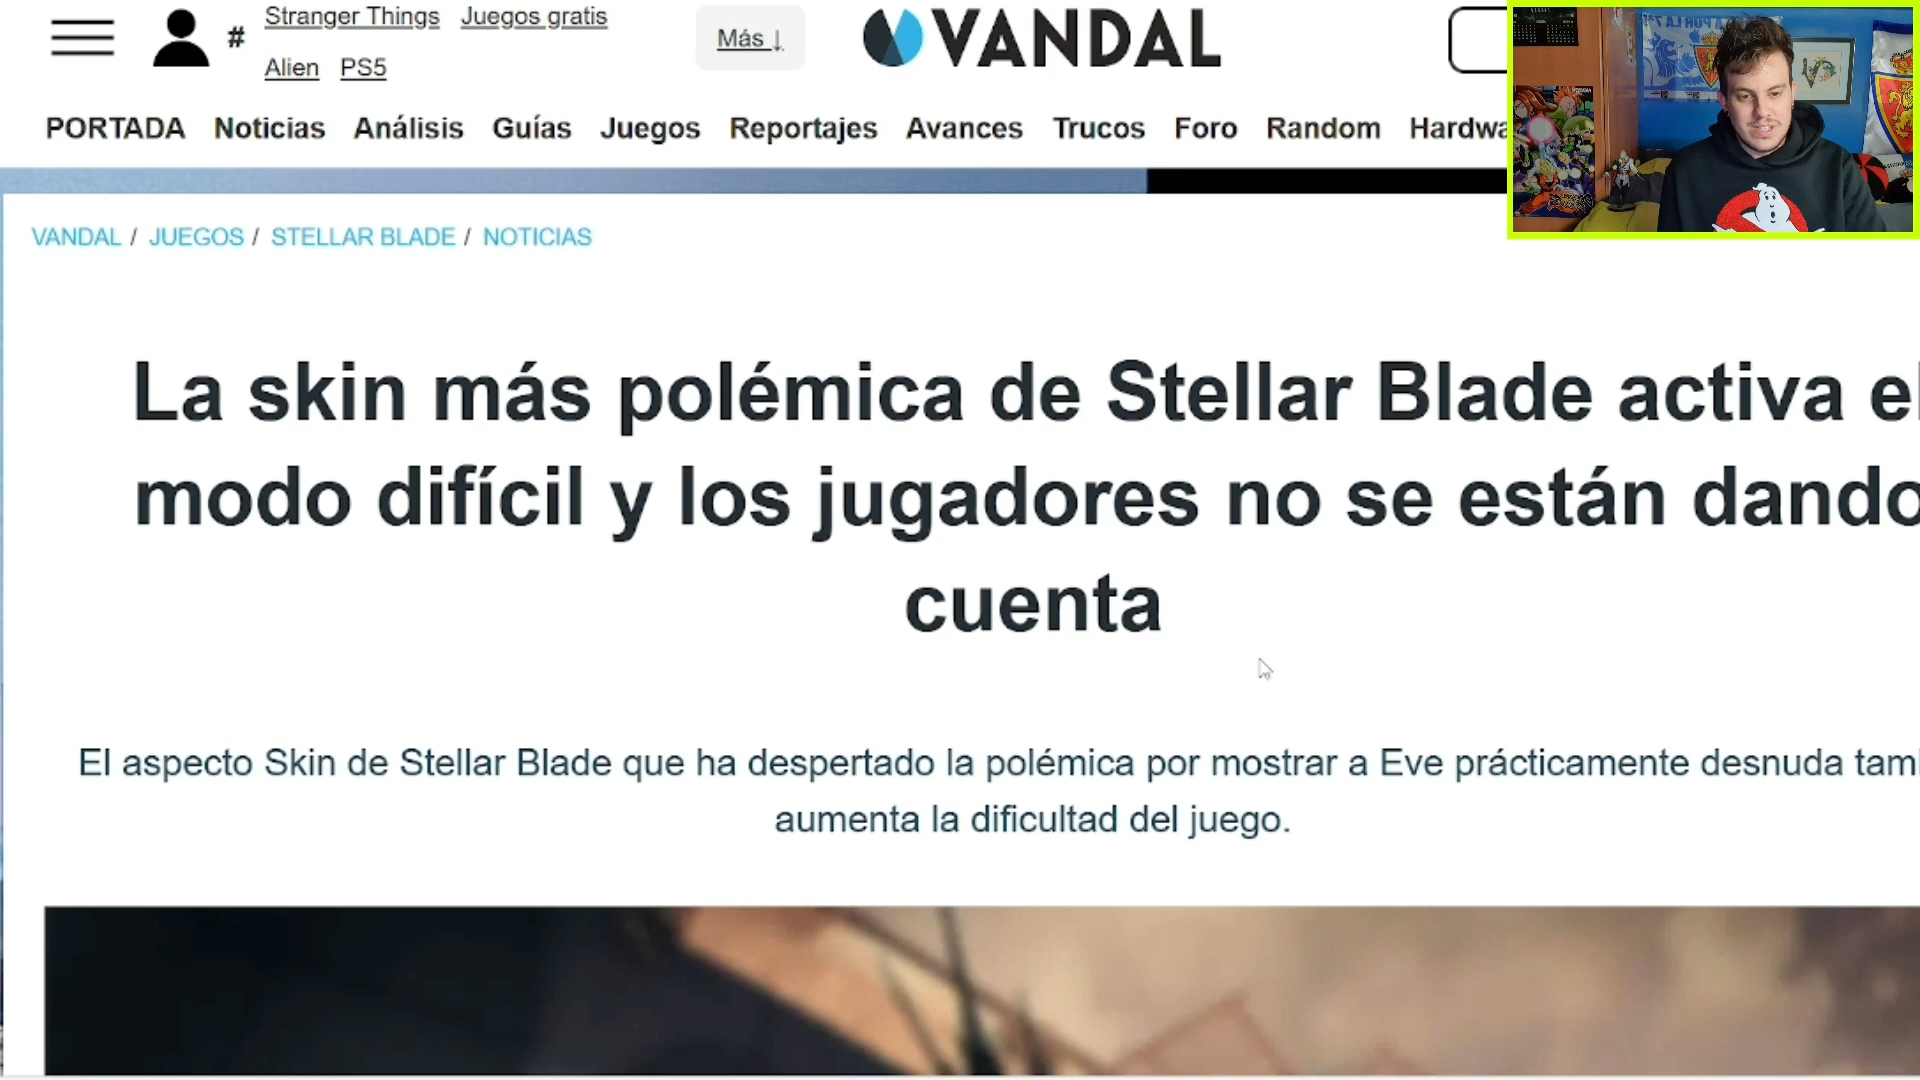 Stranger Things Juegos gratis
# Alien PS5
Más ↓
VANDAL
PORTADA Noticias Análisis Guías Juegos Reportajes Avances Trucos Foro Random
VANDAL / JUEGOS / STELLAR BLADE / NOTICIAS
La skin más polémica de Stellar Blade activa el
modo difícil y los jugadores no se están dando
cuenta
El aspecto Skin de Stellar Blade que ha despertado la polémica por mostrar a Eve prácticamente desnuda
aumenta la dificultad del juego.